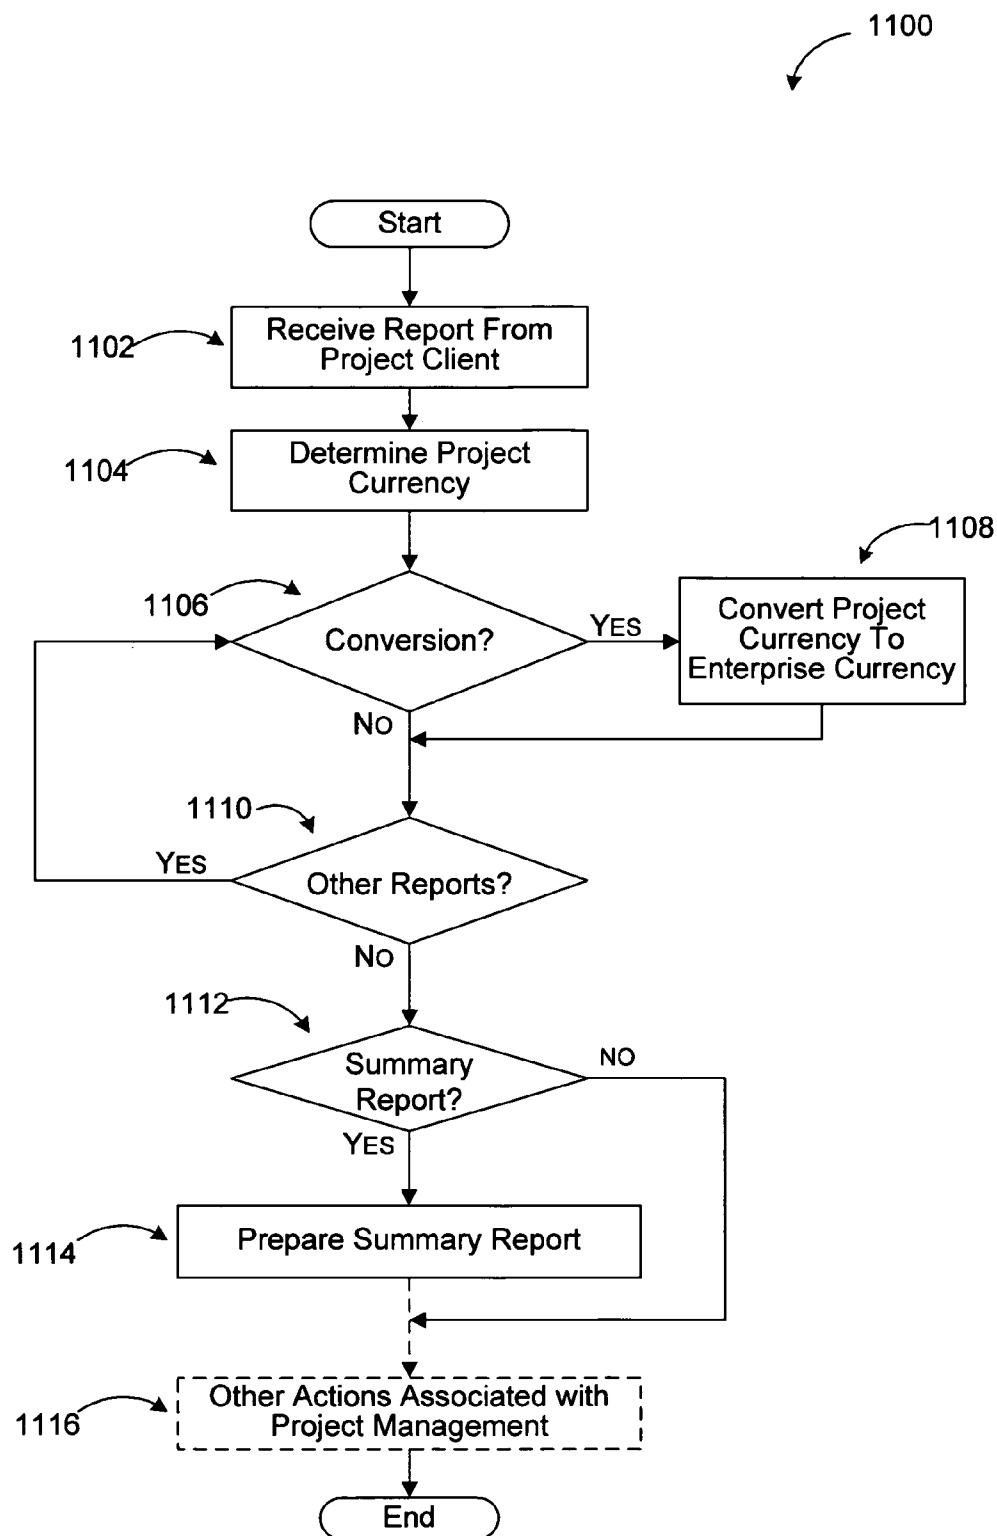 1100
Start
1102
Receive Report From
Project Client
1104
Determine Project
Currency
1106
Conversion?
YES
1108
Convert Project
Currency To
Enterprise Currency
NO
1110
YES
Other Reports?
NO
1112
Summary
Report?
NO
YES
1114
Prepare Summary Report
1116
Other Actions Associated with
Project Management
End